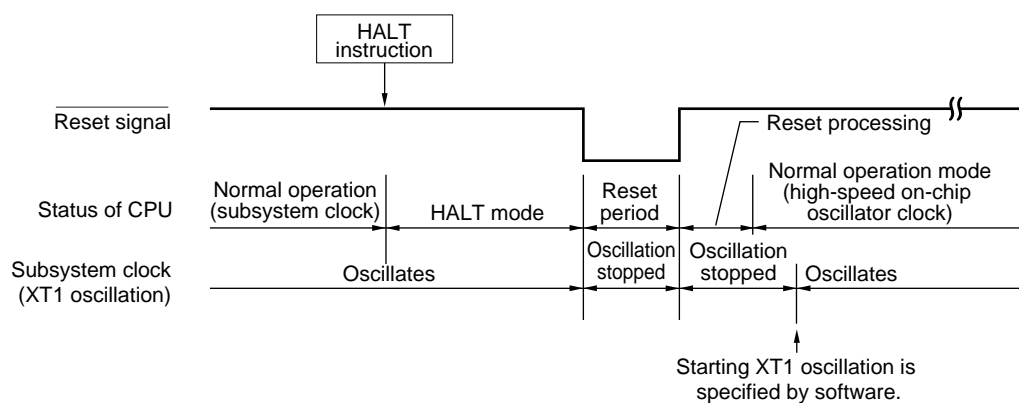 HALT
instruction
Reset signal
Reset processing
Status of CPU
Normal operation
(subsystem clock)
HALT mode
Reset
period
Normal operation mode
(high-speed on-chip
oscillator clock)
Subsystem clock
(XT1 oscillation)
Oscillates
Oscillation
stopped
Oscillation
stopped
Oscillates
Starting XT1 oscillation is
specified by software.